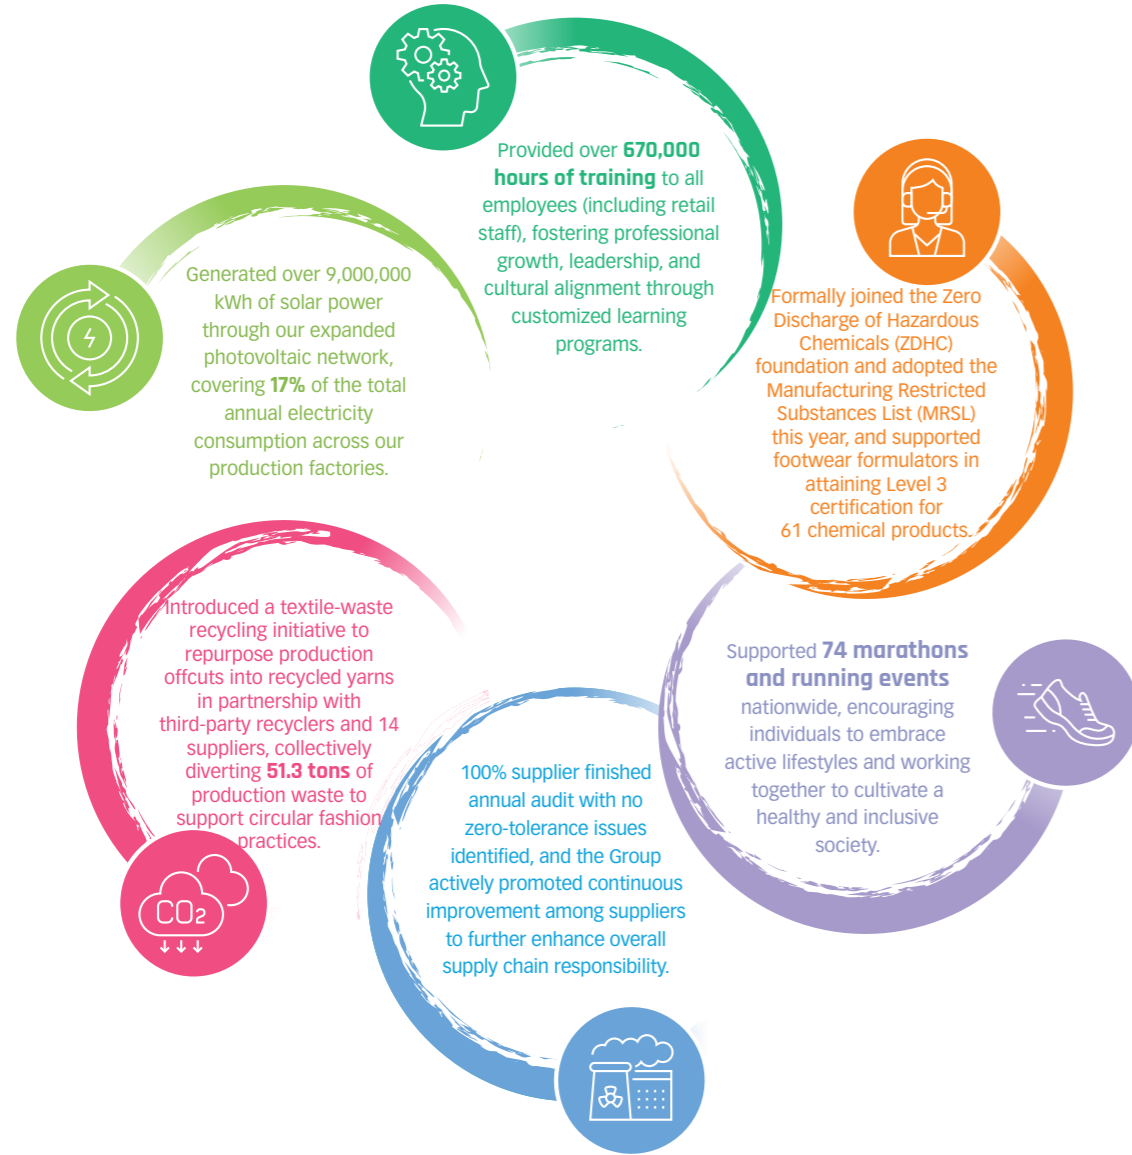 Provided over 670,000
hours of training to all
employees (including retail
staff), fostering professional
growth, leadership, and
cultural alignment through
customized learning
programs.
Generated over 9,000,000
kWh of solar power
through our expanded
photovoltaic network,
covering 17% of the total
annual electricity
consumption across our
production factories.
Formally joined the Zero
Discharge of Hazardous
Chemicals (ZDHC)
foundation and adopted the
Manufacturing Restricted
Substances List (MRSL)
this year, and supported
footwear formulators in
attaining Level 3
certification for
61 chemical products.
Introduced a textile-waste
recycling initiative to
repurpose production
offcuts into recycled yarns
in partnership with
third-party recyclers and 14
suppliers, collectively
diverting 51.3 tons of
production waste to
support circular fashion
practices.
CO2
Supported 74 marathons
and running events
nationwide, encouraging
individuals to embrace
active lifestyles and working
together to cultivate a
healthy and inclusive
society.
100% supplier finished
annual audit with no
zero-tolerance issues
identified, and the Group
actively promoted continuous
improvement among suppliers
to further enhance overall
supply chain responsibility.